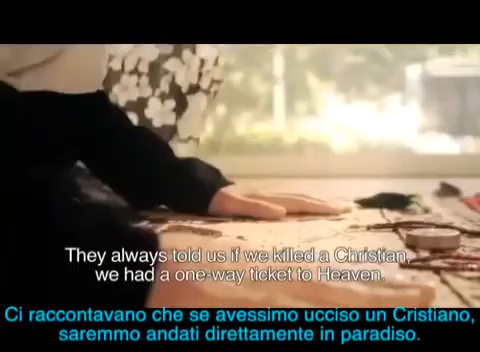 They always told us if we killed a Christian,
we had a one-way ticket to Heaven.
Ci raccontavano che se avessimo ucciso un Cristiano,
saremmo andati direttamente in paradiso.